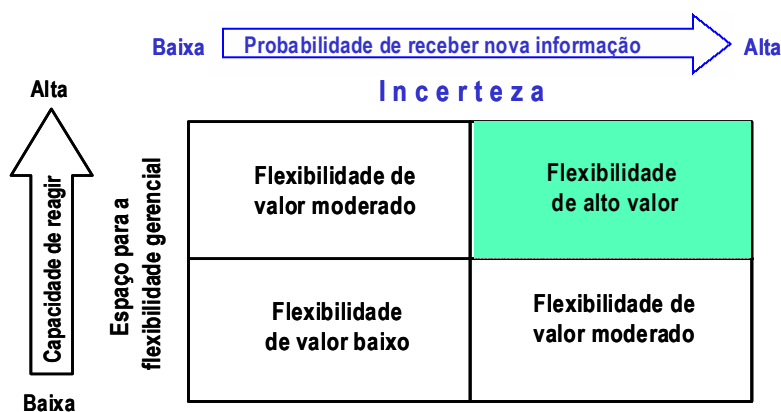 Baixa
Probabilidade de receber nova informação
Alta
Incerteza
Alta
Capacidade de reagir
Baixa
Espaço para a
flexibilidade gerencial
Flexibilidade de
valor moderado
Flexibilidade
de alto valor
Flexibilidade
de valor baixo
Flexibilidade de
valor moderado